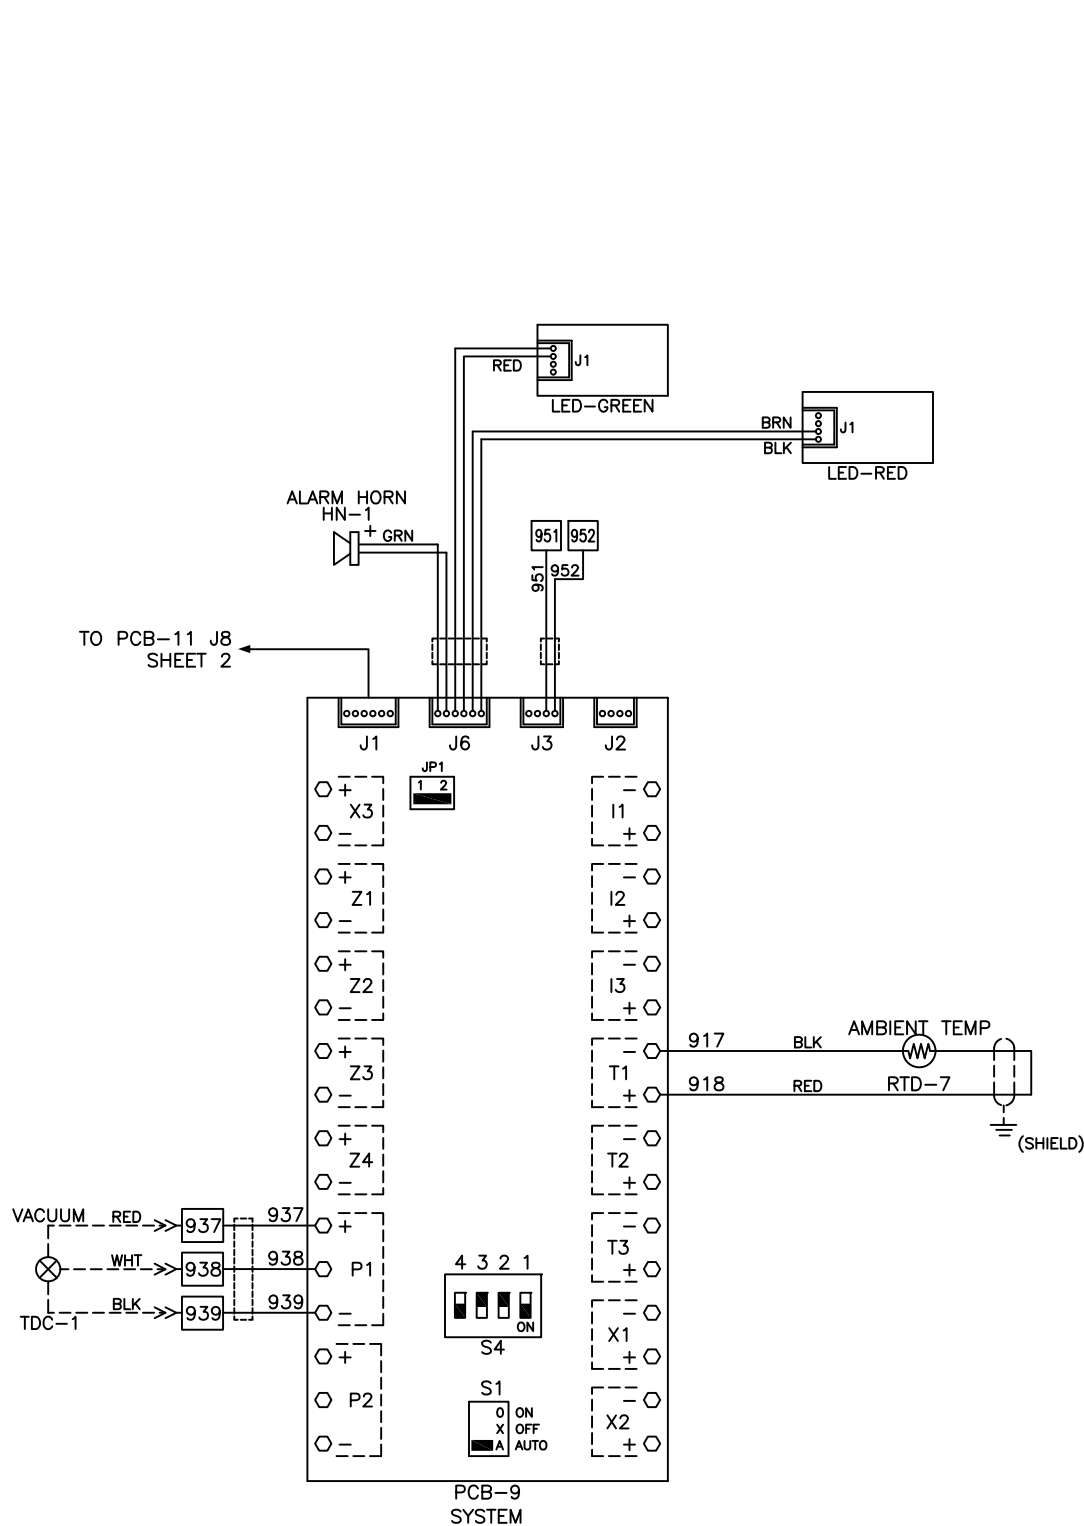 J1
RED
LED-GREEN
BRN
J1
BLK
LED-RED
ALARM HORN
HN-1
+
GRN
951 952
951
952
TO PCB-11 J8
SHEET 2
J1 J6 J3 J2
JP1
1 2
+ X3 -
- I1 +
+ Z1 -
- I2 +
+ Z2 -
- I3 +
+ Z3 -
- T1 +
917 BLK AMBIENT TEMP
918 RED RTD-7
(SHIELD)
+ Z4 -
- T2 +
VACUUM RED 937 937 +
WHT 938 938 P1
BLK 939 939 -
TDC-1
- T3 +
4 3 2 1
ON
S4
- X1 +
+ P2 -
S1
O ON
X OFF
A AUTO
- X2 +
PCB-9
SYSTEM